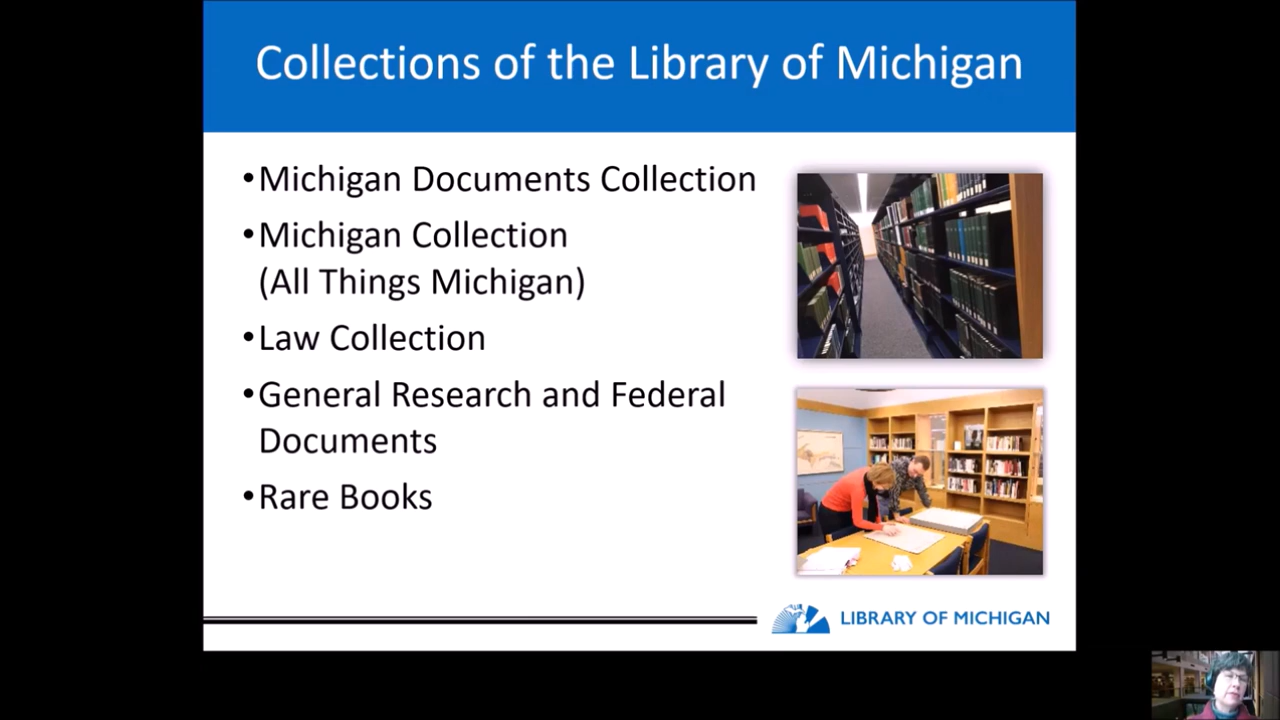 Collections of the Library of Michigan
•Michigan Documents Collection
•Michigan Collection
(All Things Michigan)
•Law Collection
•General Research and Federal
Documents
•Rare Books
LIBRARY OF MICHIGAN